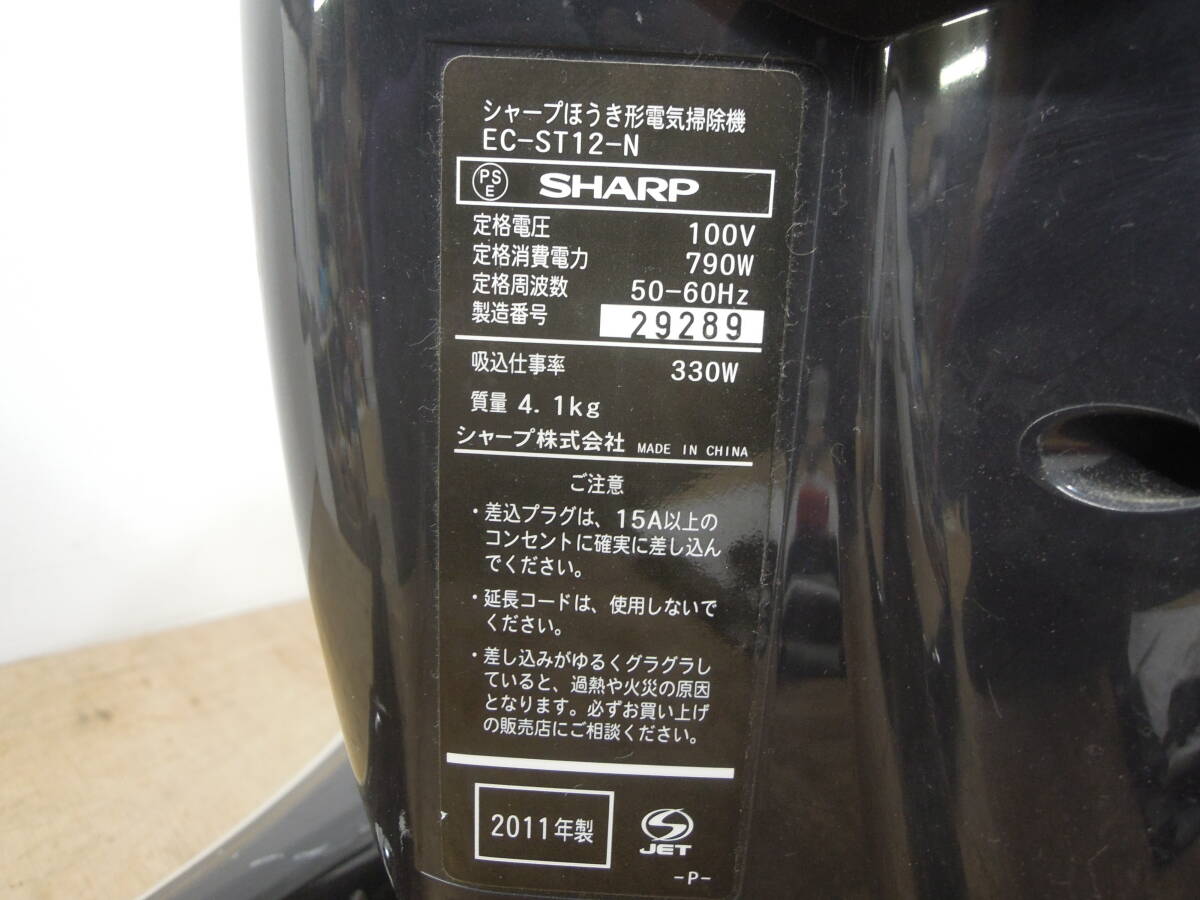 シャープほうき形電気掃除機
EC-ST12-N
PS E SHARP
定格電圧 100V
定格消費電力 790W
定格周波数 50-60Hz
製造番号 29289
吸込仕事率 330W
質量 4.1kg
シャープ株式会社 MADE IN CHINA
ご注意
・差込プラグは、15A以上の
コンセントに確実に差し込ん
でください。
・延長コードは、使用しないで
ください。
・差し込みがゆるくグラグラし
ていると、過熱や火災の原因
となります。必ずお買い上げ
の販売店にご相談ください。
2011年製
S
JET
-P-